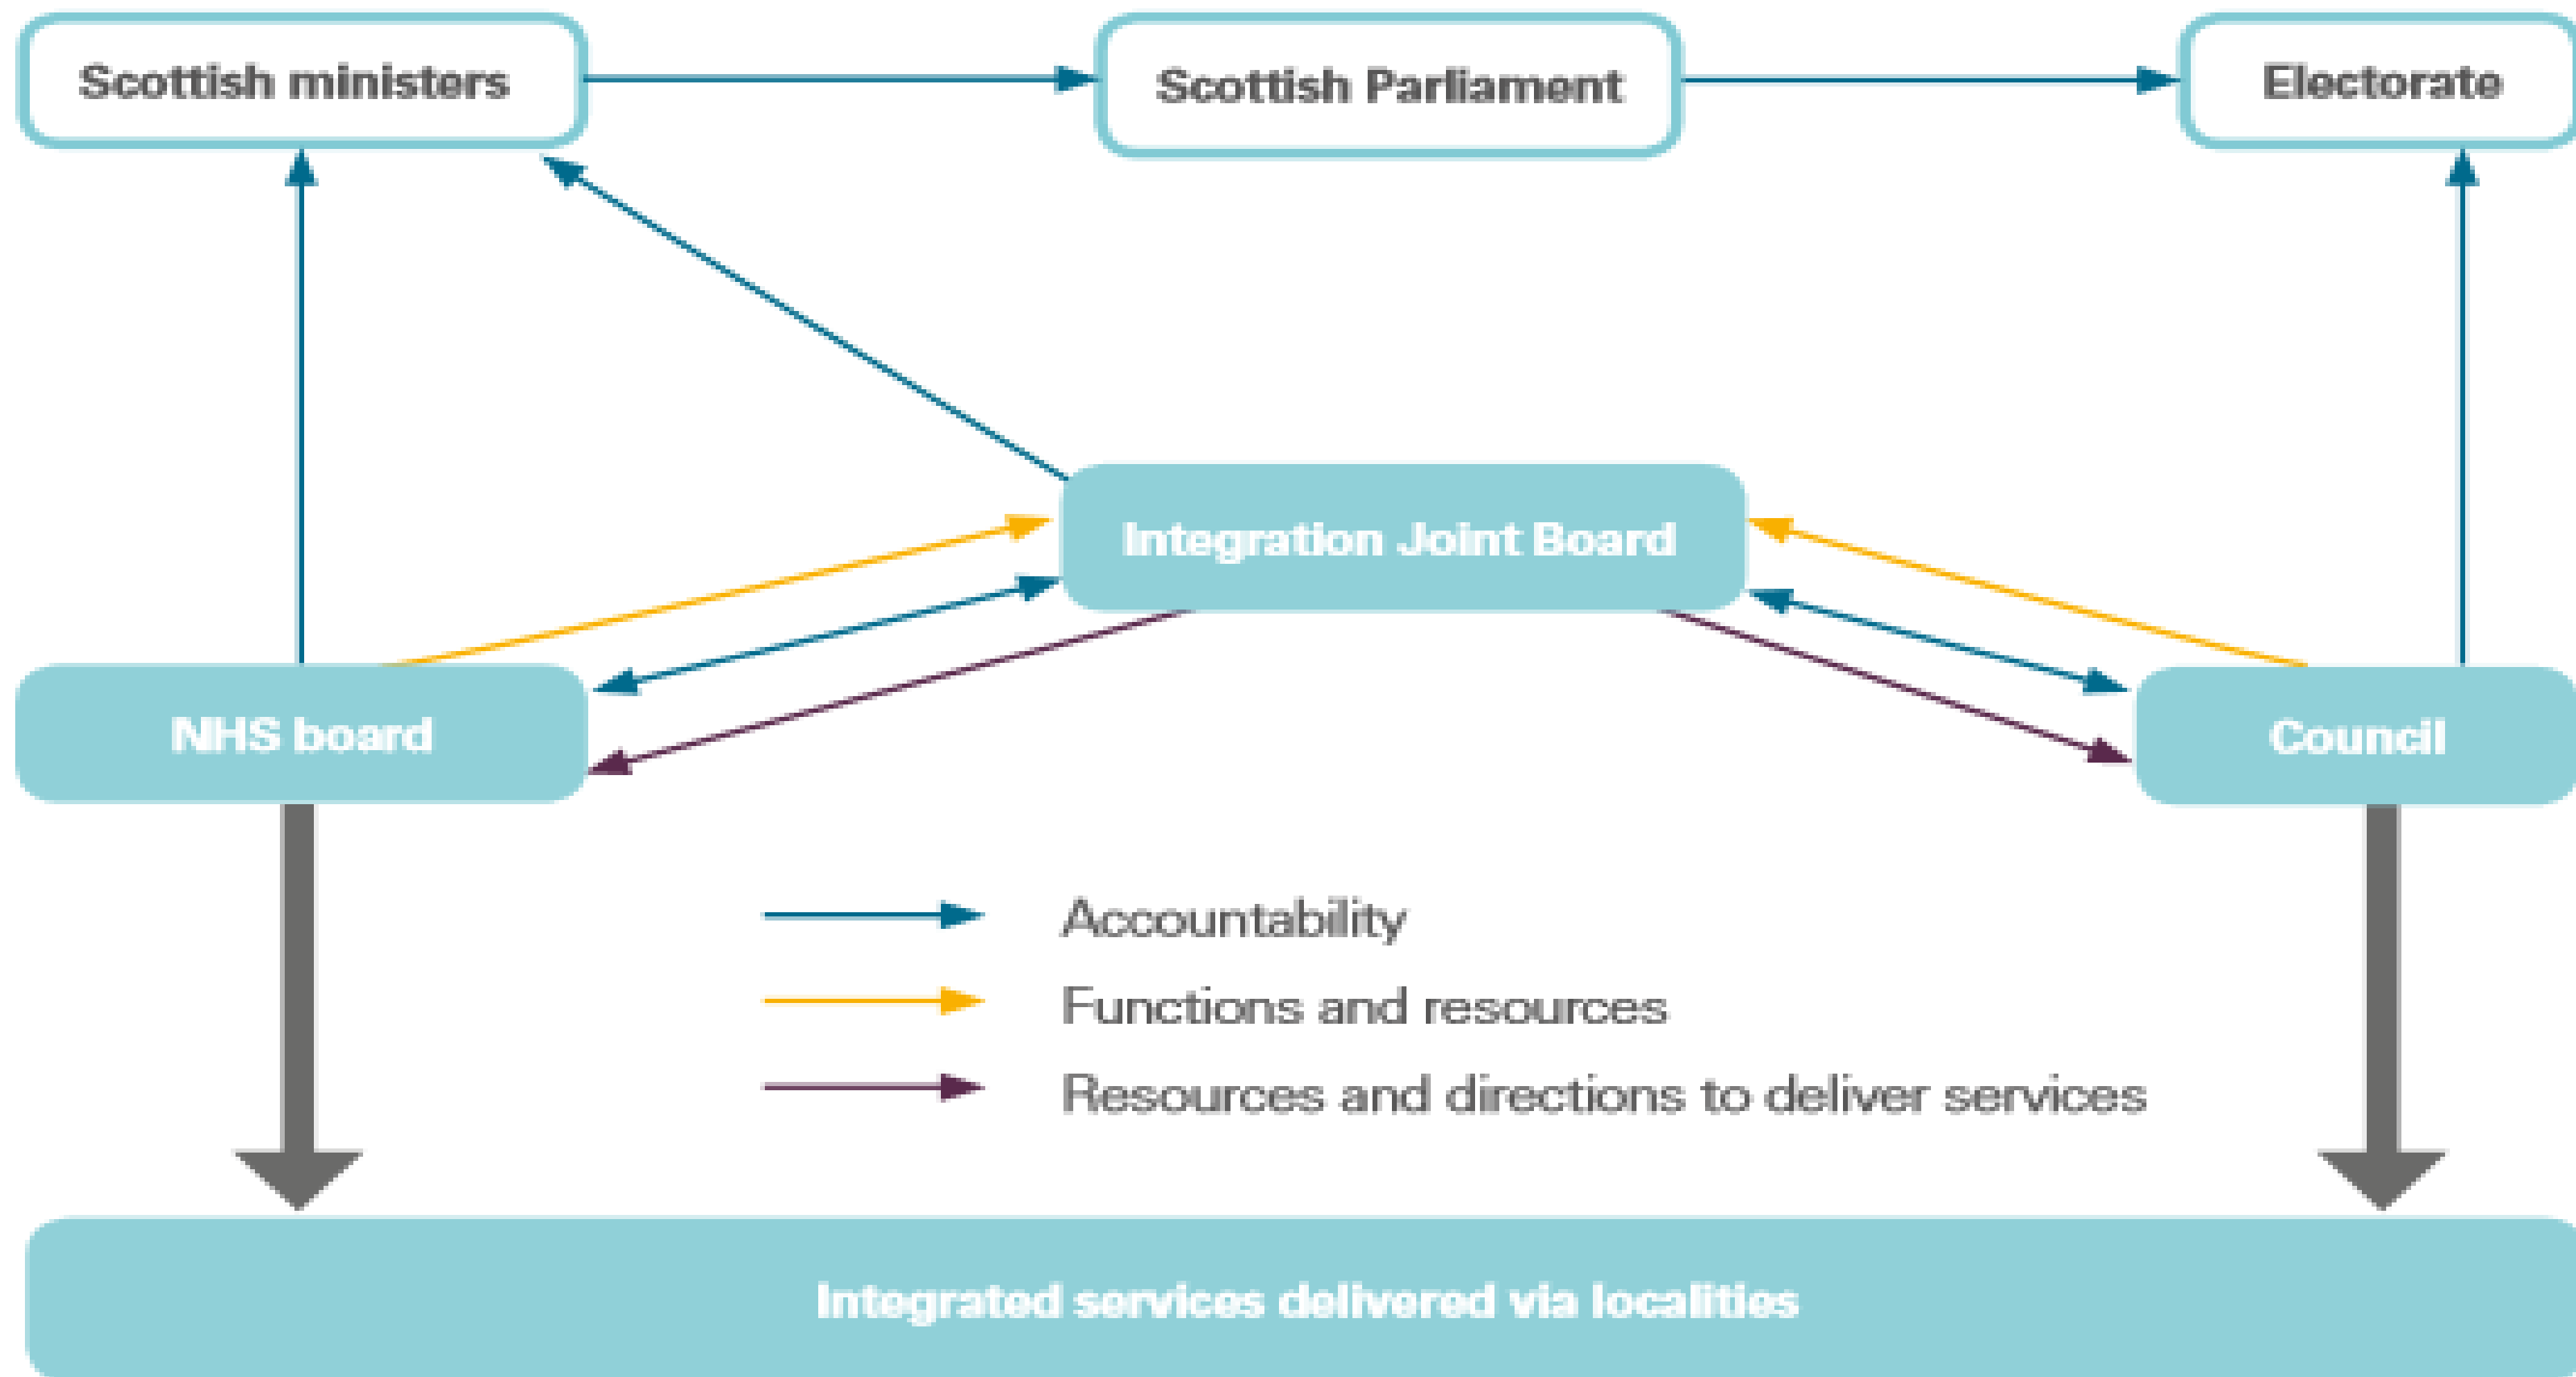 Scottish ministers
Scottish Parliament
Electorate
Integration Joint Board
NHS board
Council
Accountability
Functions and resources
Resources and directions to deliver services
Integrated services delivered via localities